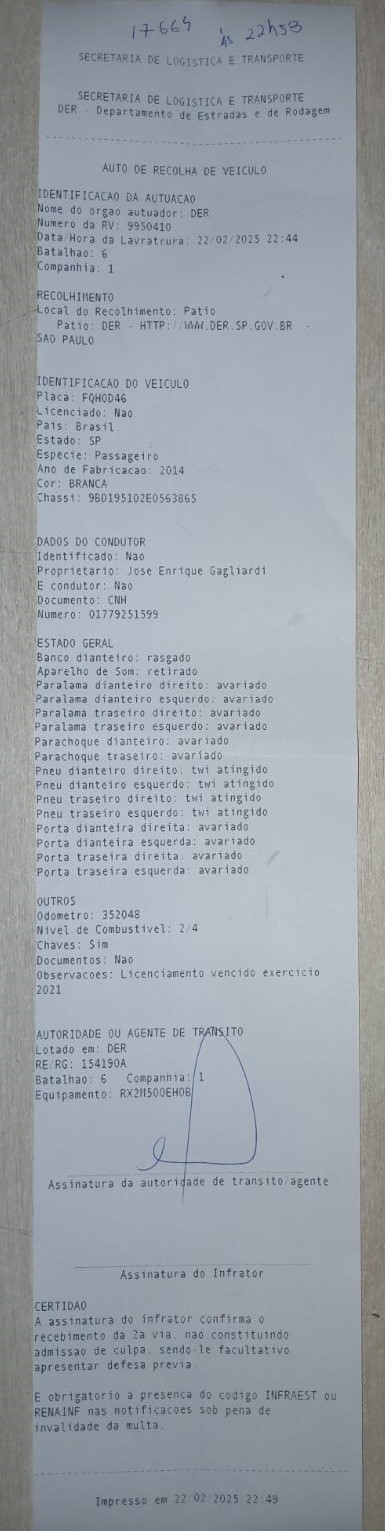 17664 às 22h58
SECRETARIA DE LOGISTICA E TRANSPORTE
SECRETARIA DE LOGISTICA E TRANSPORTE
DER - Departamento de Estradas e de Rodagem
AUTO DE RECOLHA DE VEICULO
IDENTIFICACAO DA AUTUACAO
Nome do orgao autuador: DER
Numero da RV: 9950410
Data/Hora da Lavratrura: 22/02/2025 22:44
Batalhao: 6
Companhia: 1
RECOLHIMENTO
Local do Recolhimento: Patio
Patio: DER - HTTP://WWW.DER.SP.GOV.BR -
SAO PAULO
IDENTIFICACAO DO VEICULO
Placa: FQH0D46
Licenciado: Nao
Pais: Brasil
Estado: SP
Especie: Passageiro
Ano de Fabricacao: 2014
Cor: BRANCA
Chassi: 9BD195102E0563865
DADOS DO CONDUTOR
Identificado: Nao
Proprietario: Jose Enrique Gagliardi
E condutor: Nao
Documento: CNH
Numero: 01779251599
ESTADO GERAL
Banco dianteiro: rasgado
Aparelho de Som: retirado
Paralama dianteiro direito: avariado
Paralama dianteiro esquerdo: avariado
Paralama traseiro direito: avariado
Paralama traseiro esquerdo: avariado
Parachoque dianteiro: avariado
Parachoque traseiro: avariado
Pneu dianteiro direito: twi atingido
Pneu dianteiro esquerdo: twi atingido
Pneu traseiro direito: twi atingido
Pneu traseiro esquerdo: twi atingido
Porta dianteira direita: avariado
Porta dianteira esquerda: avariado
Porta traseira direita: avariado
Porta traseira esquerda: avariado
OUTROS
Odometro: 352048
Nivel de Combustivel: 2/4
Chaves: Sim
Documentos: Nao
Observacoes: Licenciamento vencido exercicio
2021
AUTORIDADE OU AGENTE DE TRANSITO
Lotado em: DER
RE/RG: 154190A
Batalhao: 6 Companhia: 1
Equipamento: RX2M500EH0B
Assinatura da autoridade de transito/agente
Assinatura do Infrator
CERTIDAO
A assinatura do infrator confirma o
recebimento da 2a via, nao constituindo
admissao de culpa, sendo-le facultativo
apresentar defesa previa.
E obrigatorio a presenca do codigo INFRAEST ou
RENAINF nas notificacoes sob pena de
invalidade da multa.
Impresso em 22/02/2025 22:49